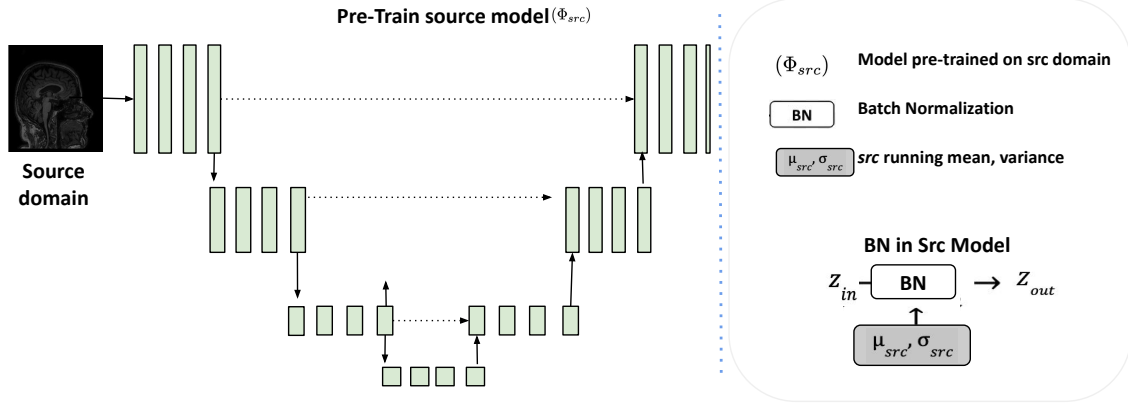 Pre-Train source model (Φsrc)
Source
domain
(Φsrc) Model pre-trained on src domain
BN Batch Normalization
μsrc, σsrc src running mean, variance
BN in Src Model
Zin BN Zout
μsrc, σsrc